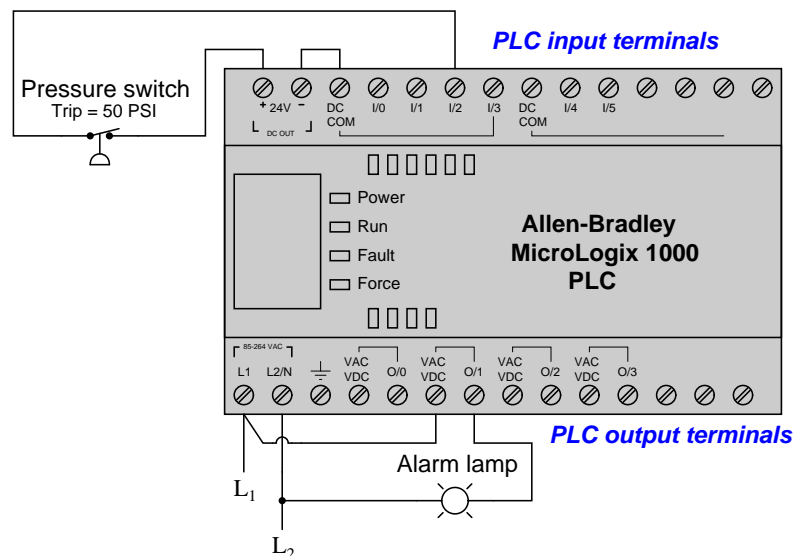 PLC input terminals
Pressure switch
Trip = 50 PSI
+ 24V -
DC OUT
DC COM
I/0
I/1
I/2
I/3
DC COM
I/4
I/5
Power
Run
Fault
Force
Allen-Bradley
MicroLogix 1000
PLC
85-264 VAC
L1
L2/N
VAC VDC
O/0
VAC VDC
O/1
VAC VDC
O/2
VAC VDC
O/3
PLC output terminals
Alarm lamp
L1
L2